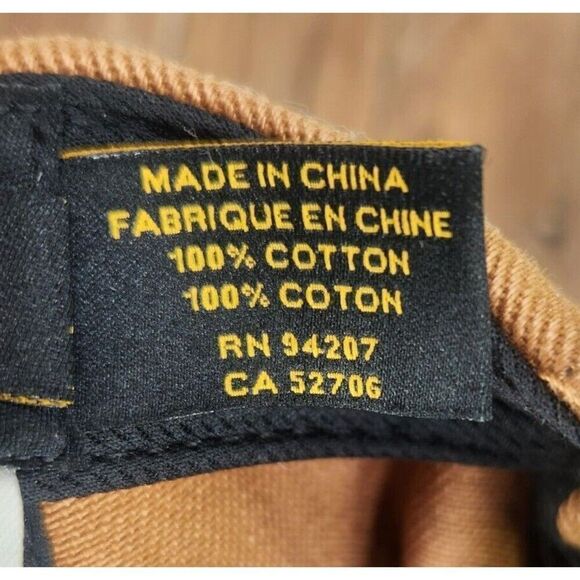 MADE IN CHINA
FABRIQUE EN CHINE
100% COTTON
100% COTON
RN 94207
CA 52706